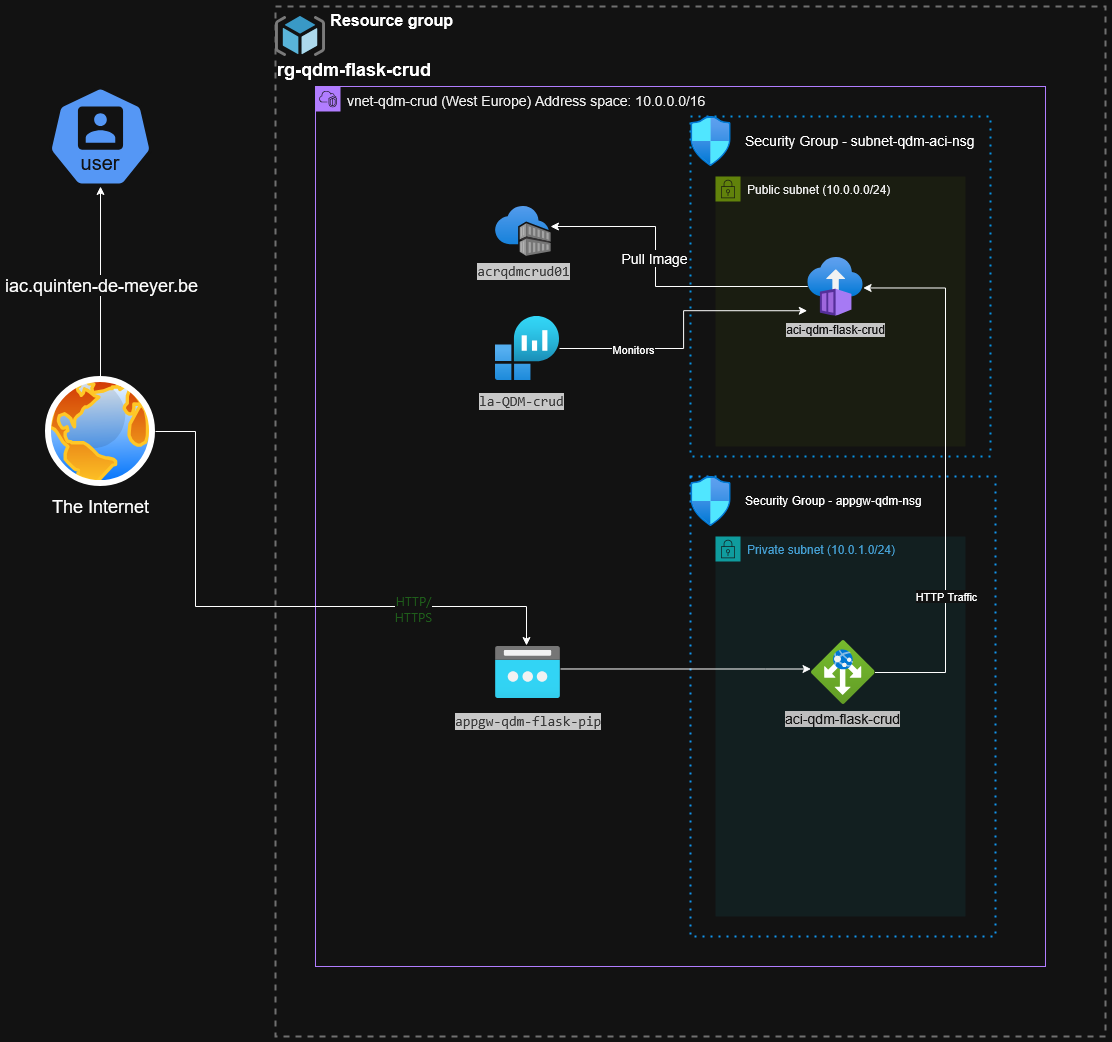 Resource group
rg-qdm-flask-crud
vnet-qdm-crud (West Europe) Address space: 10.0.0.0/16
user
Security Group - subnet-qdm-aci-nsg
Public subnet (10.0.0.0/24)
acrqdmcrud01
Pull Image
iac.quinten-de-meyer.be
aci-qdm-flask-crud
Monitors
la-QDM-crud
The Internet
Security Group - appgw-qdm-nsg
Private subnet (10.0.1.0/24)
HTTP/
HTTPS
HTTP Traffic
appgw-qdm-flask-pip
aci-qdm-flask-crud